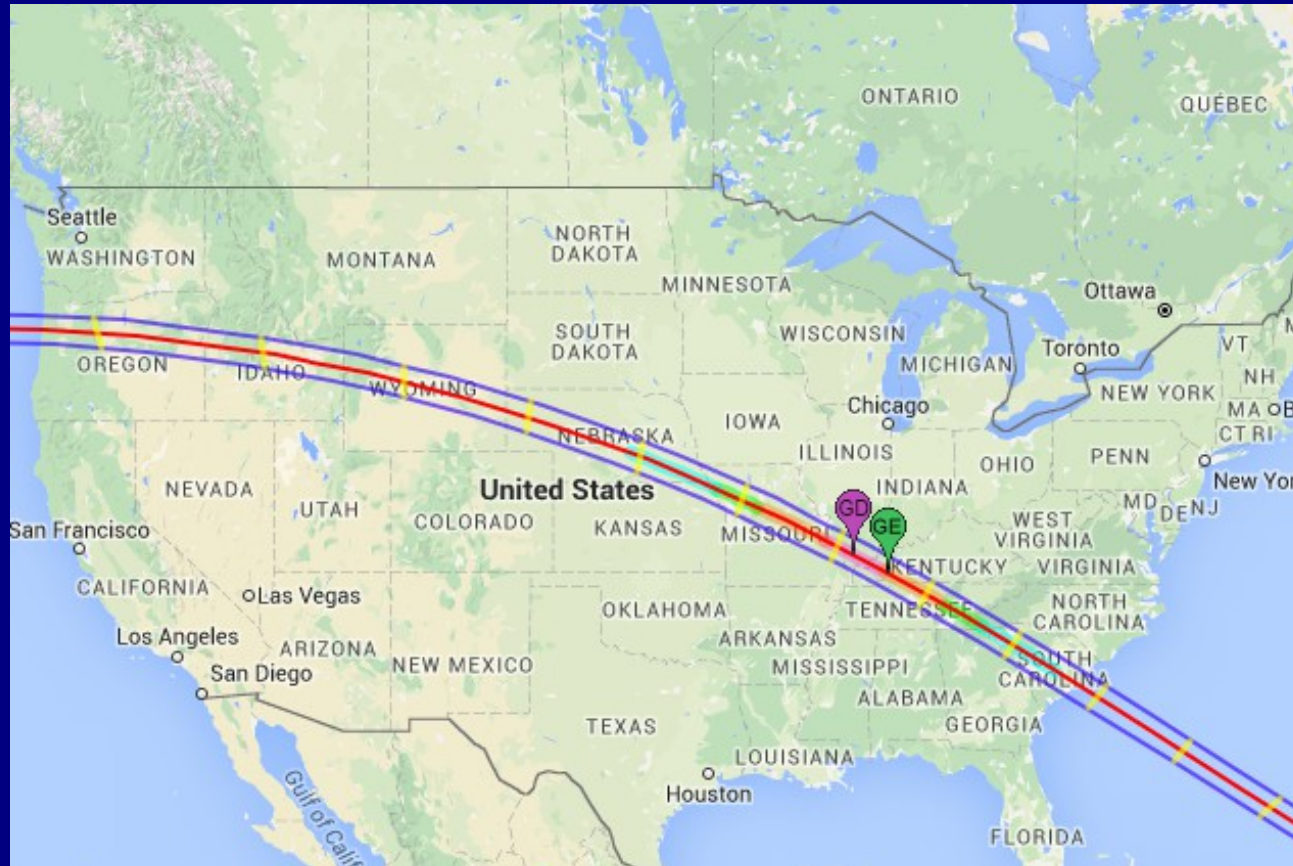 ONTARIO
QUÉBEC
Seattle
WASHINGTON
MONTANA
NORTH
DAKOTA
MINNESOTA
Ottawa
OREGON
IDAHO
WYOMING
SOUTH
DAKOTA
WISCONSIN
MICHIGAN
Toronto
VT
NH
NEW YORK
MA
CT RI
IOWA
Chicago
NEBRASKA
ILLINOIS
INDIANA
OHIO
PENN
New Yor
NEVADA
UTAH
COLORADO
United States
KANSAS
MISSOURI
GD
GE
WEST
VIRGINIA
MD
DE
NJ
San Francisco
CALIFORNIA
Las Vegas
KENTUCKY
VIRGINIA
OKLAHOMA
TENNESSEE
NORTH
CAROLINA
Los Angeles
ARIZONA
NEW MEXICO
ARKANSAS
MISSISSIPPI
SOUTH
CAROLINA
San Diego
ALABAMA
GEORGIA
TEXAS
LOUISIANA
Houston
Gulf of Calif
FLORIDA